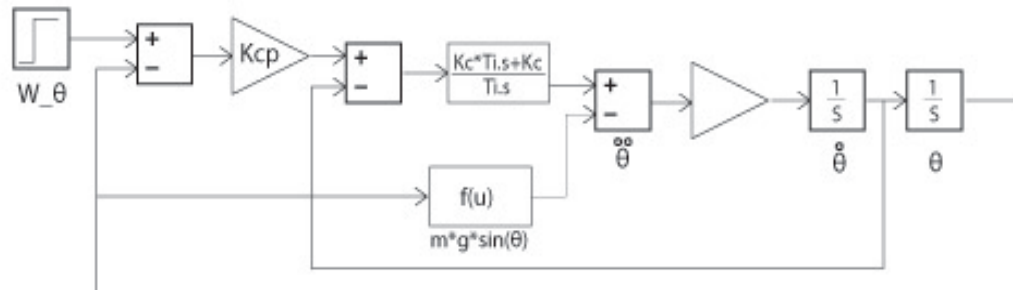 W_θ
+
−
Kcp
+
−
Kc*Ti.s+Kc
Ti.s
+
−
θ̊̊
1
S
θ̊
1
S
θ
f(u)
m*g*sin(θ)